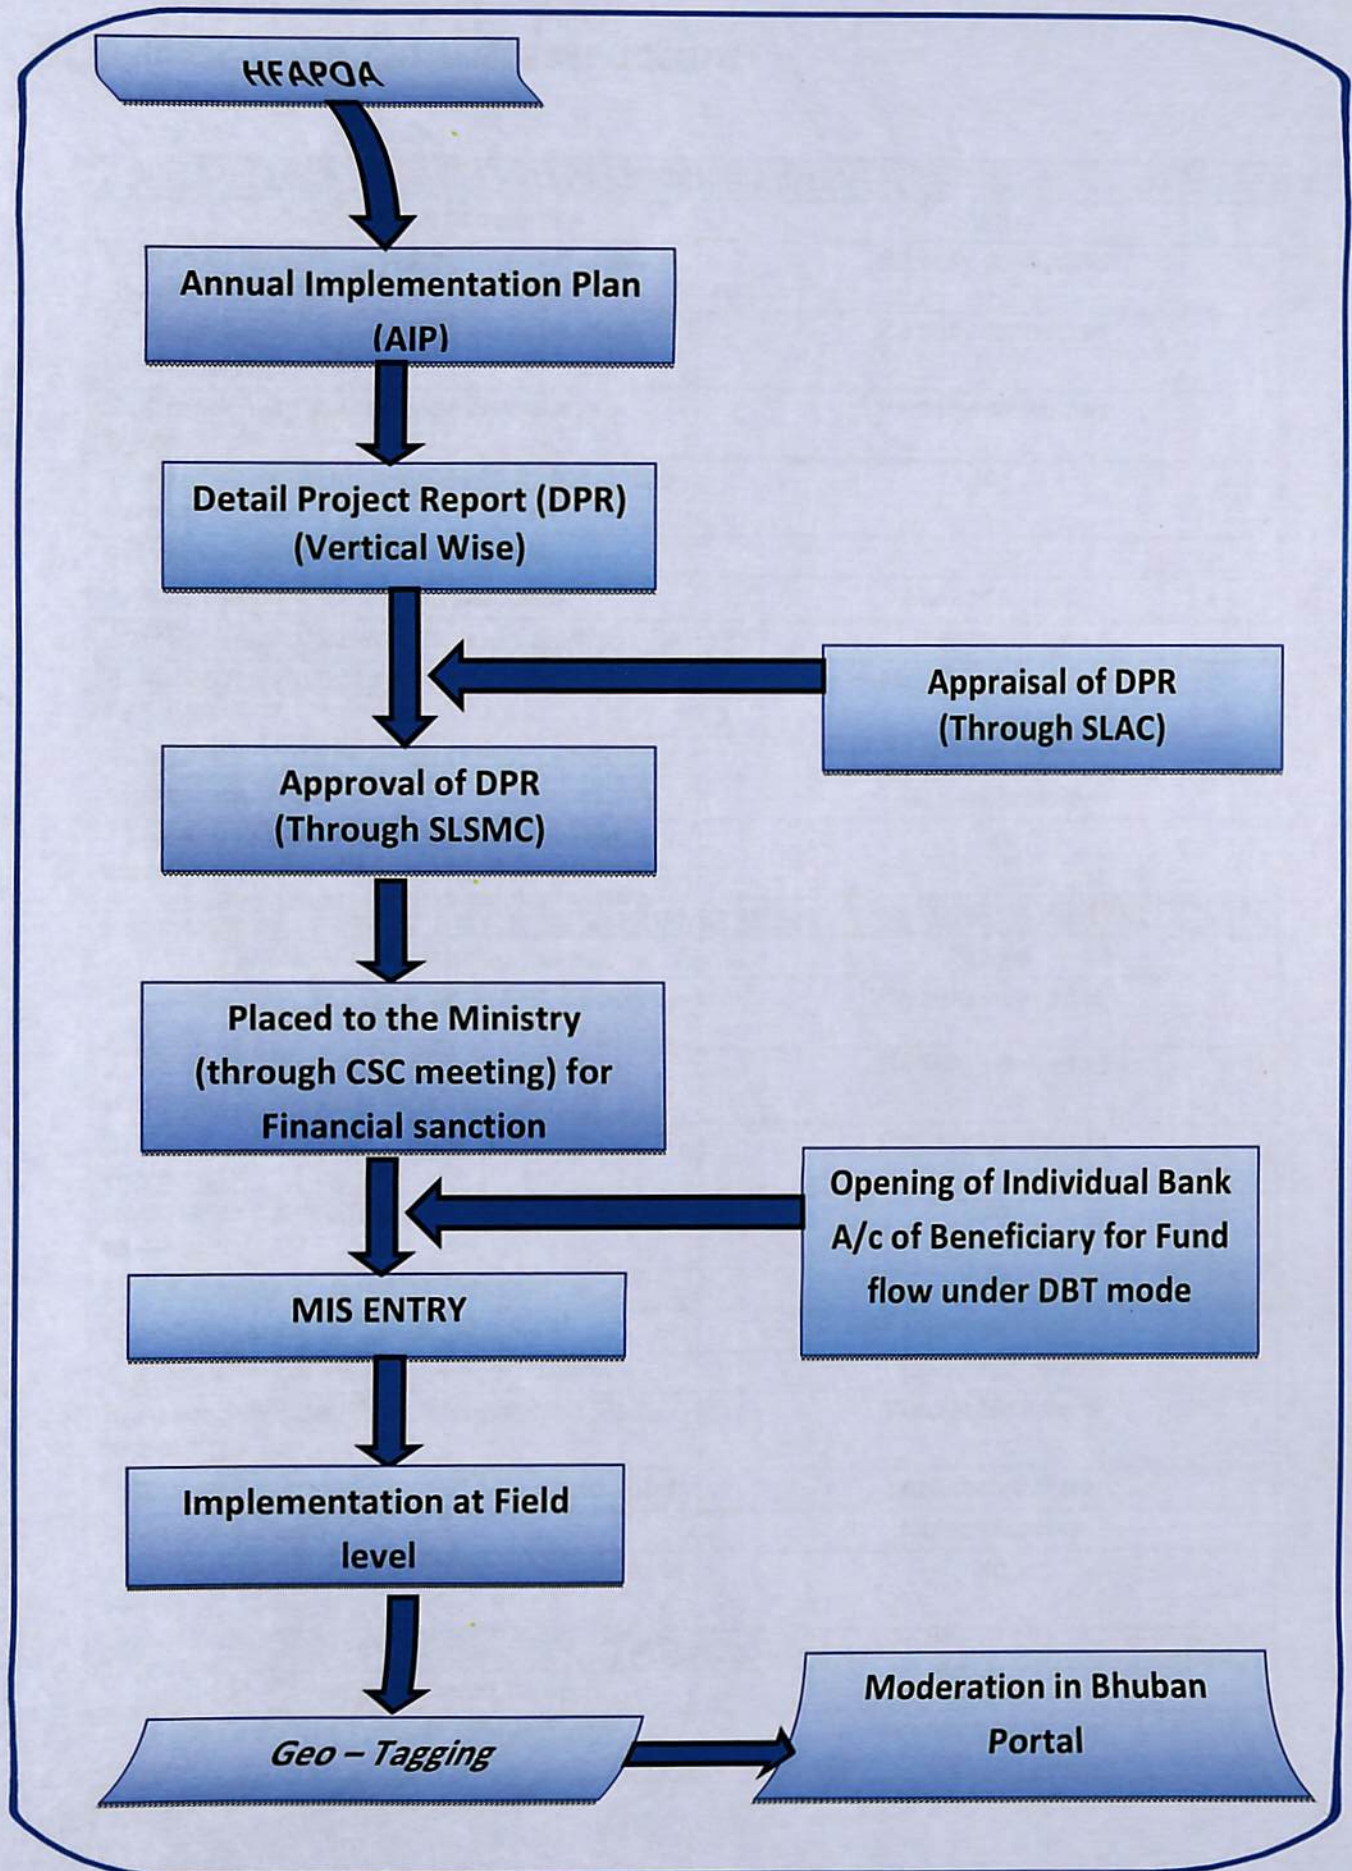 HFAPOA
Annual Implementation Plan
(AIP)
Detail Project Report (DPR)
(Vertical Wise)
Appraisal of DPR
(Through SLAC)
Approval of DPR
(Through SLSMC)
Placed to the Ministry
(through CSC meeting) for
Financial sanction
Opening of Individual Bank
A/c of Beneficiary for Fund
flow under DBT mode
MIS ENTRY
Implementation at Field
level
Geo – Tagging
Moderation in Bhuban
Portal